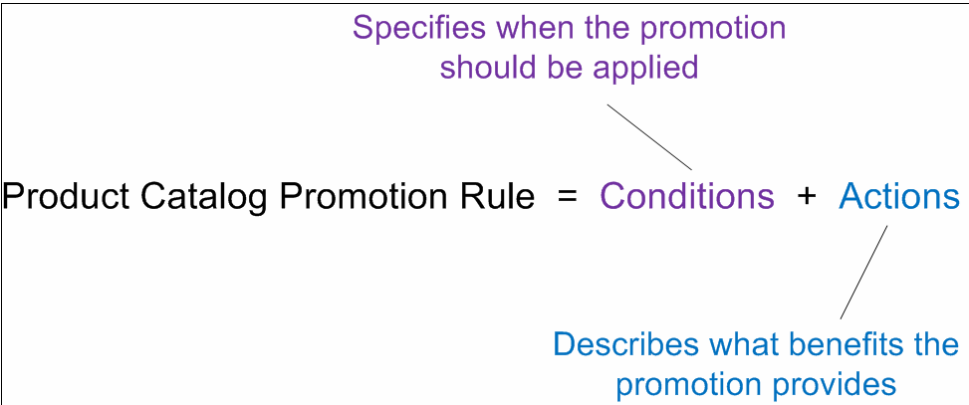 Specifies when the promotion
should be applied
Product Catalog Promotion Rule = Conditions + Actions
Describes what benefits the
promotion provides